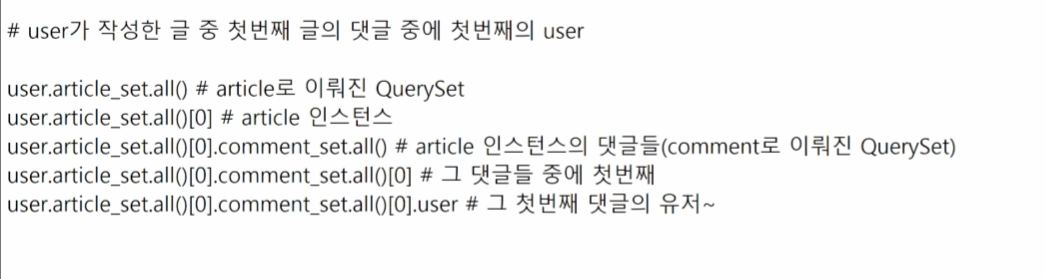 # user가 작성한 글 중 첫번째 글의 댓글 중에 첫번째의 user
user.article_set.all() # article로 이뤄진 QuerySet
user.article_set.all()[0] # article 인스턴스
user.article_set.all()[0].comment_set.all() # article 인스턴스의 댓글들(comment로 이뤄진 QuerySet)
user.article_set.all()[0].comment_set.all()[0] # 그 댓글들 중에 첫번째
user.article_set.all()[0].comment_set.all()[0].user # 그 첫번째 댓글의 유저~